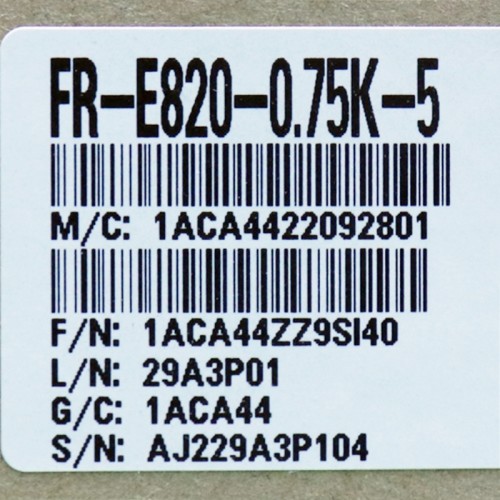 FR-E820-0.75K-5
M/C: 1ACA4422092801
F/N: 1ACA44ZZ9SI40
L/N: 29A3P01
G/C: 1ACA44
S/N: AJ229A3P104